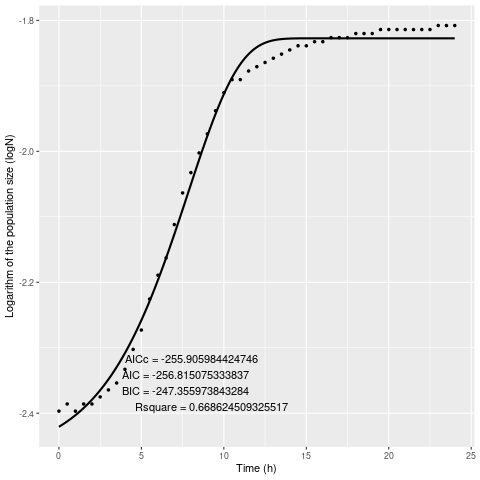 -1.8
-2.0
-2.2
-2.4
Logarithm of the population size (logN)
AICc = -255.905984424746
AIC = -256.815075333837
BIC = -247.355973843284
Rsquare = 0.668624509325517
0 5 10 15 20 25
Time (h)